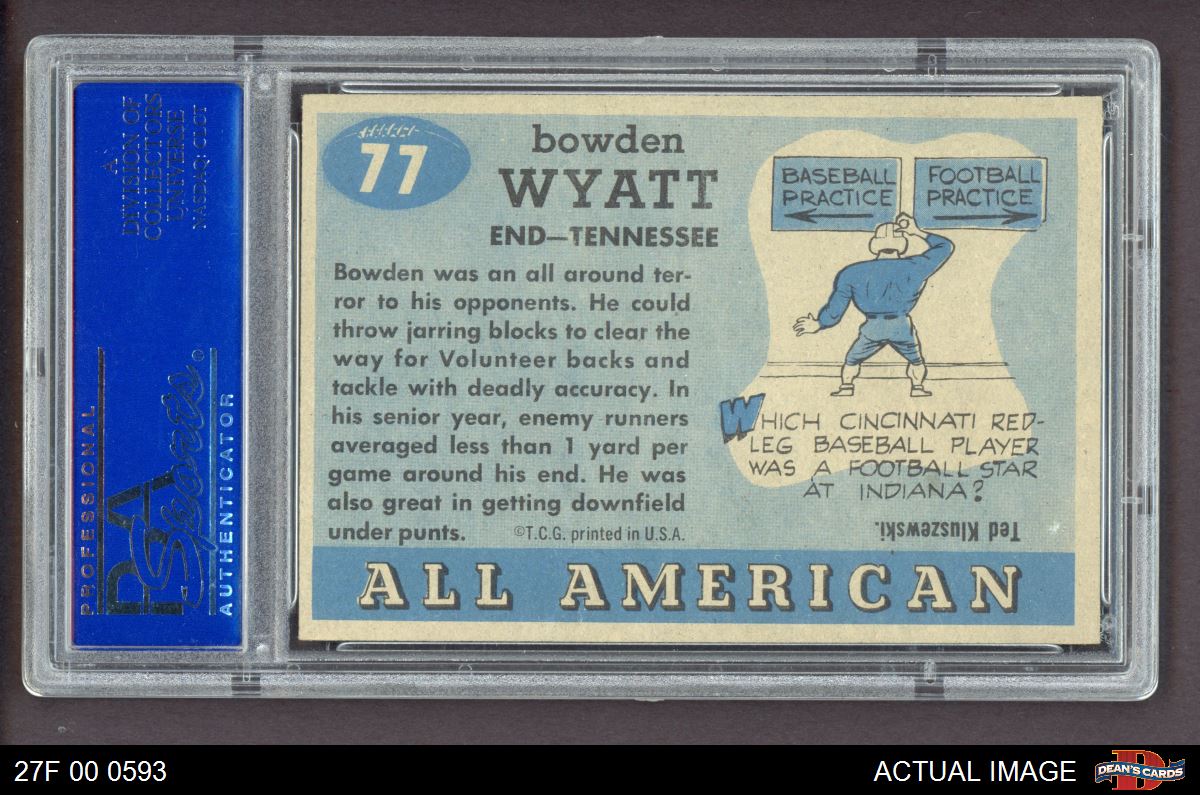 A
DIVISION OF
COLLECTORS
UNIVERSE
NASDAQ: CLCT
PROFESSIONAL
PSA
Sports®
AUTHENTICATOR
77
bowden
WYATT
END—TENNESSEE
Bowden was an all around ter-
ror to his opponents. He could
throw jarring blocks to clear the
way for Volunteer backs and
tackle with deadly accuracy. In
his senior year, enemy runners
averaged less than 1 yard per
game around his end. He was
also great in getting downfield
under punts.
©T.C.G. printed in U.S.A.
BASEBALL
PRACTICE
FOOTBALL
PRACTICE
WHICH CINCINNATI RED-
LEG BASEBALL PLAYER
WAS A FOOTBALL STAR
AT INDIANA?
Ted Kluszewski.
ALL AMERICAN
27F 00 0593
ACTUAL IMAGE
D
DEAN'S CARDS